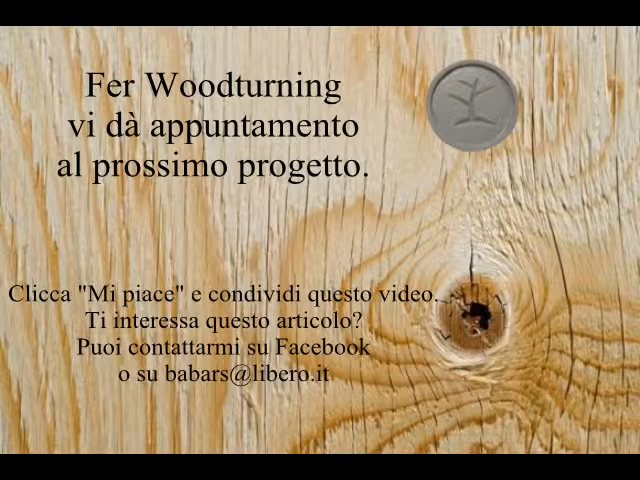 Fer Woodturning
vi dà appuntamento
al prossimo progetto.
Clicca "Mi piace" e condividi questo video.
Ti interessa questo articolo?
Puoi contattarmi su Facebook
o su babars@libero.it